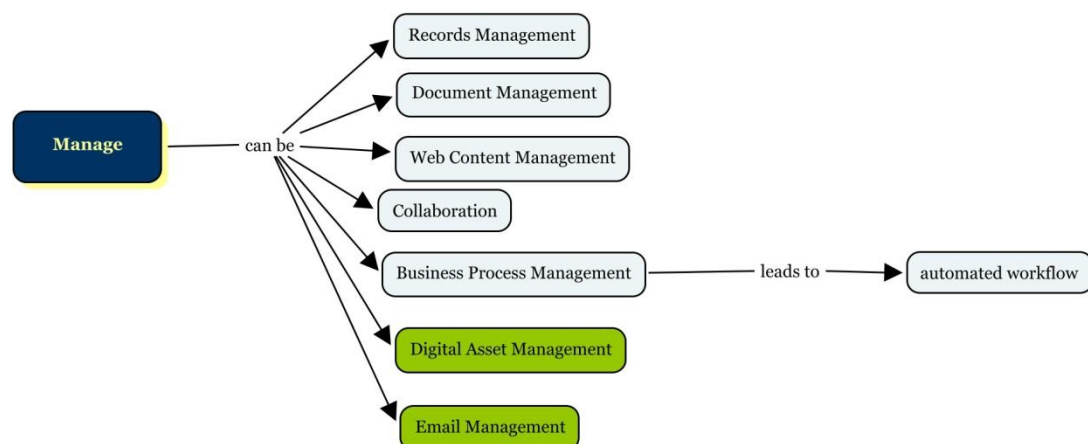 Records Management
Document Management
Manage
can be
Web Content Management
Collaboration
Business Process Management
leads to
automated workflow
Digital Asset Management
Email Management